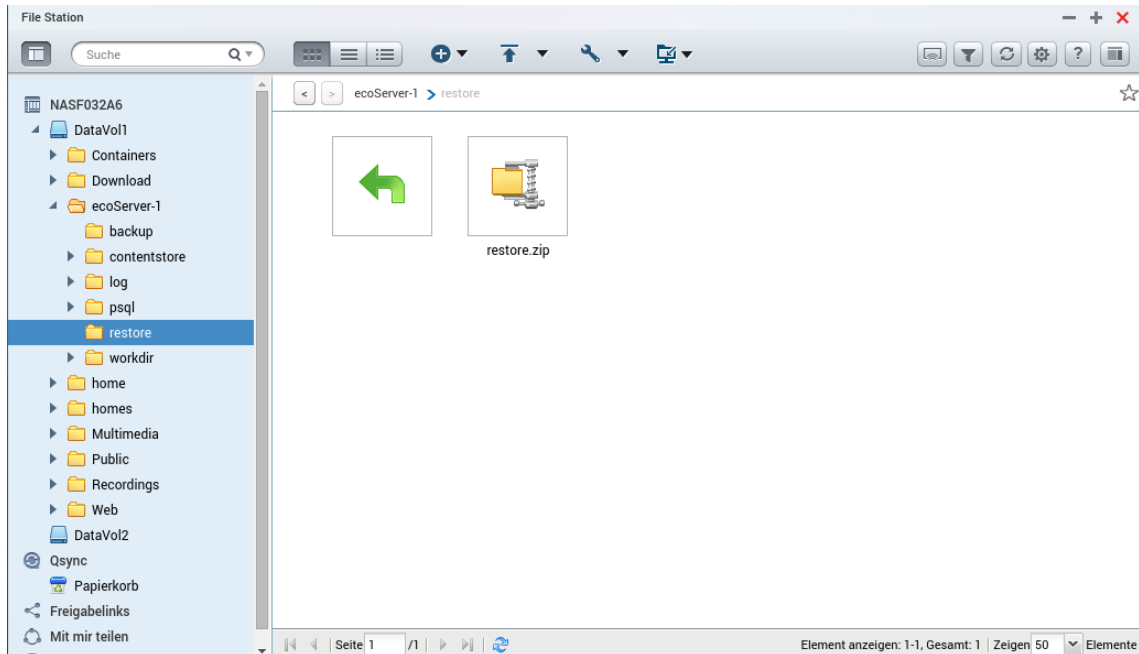 File Station
Suche
NASF032A6
DataVol1
Containers
Download
ecoServer-1
backup
contentstore
log
psql
restore
workdir
home
homes
Multimedia
Public
Recordings
Web
DataVol2
Qsync
Papierkorb
Freigabelinks
Mit mir teilen
ecoServer-1 restore
restore.zip
Seite 1 /1
Element anzeigen: 1-1, Gesamt: 1 Zeigen 50 Elemente